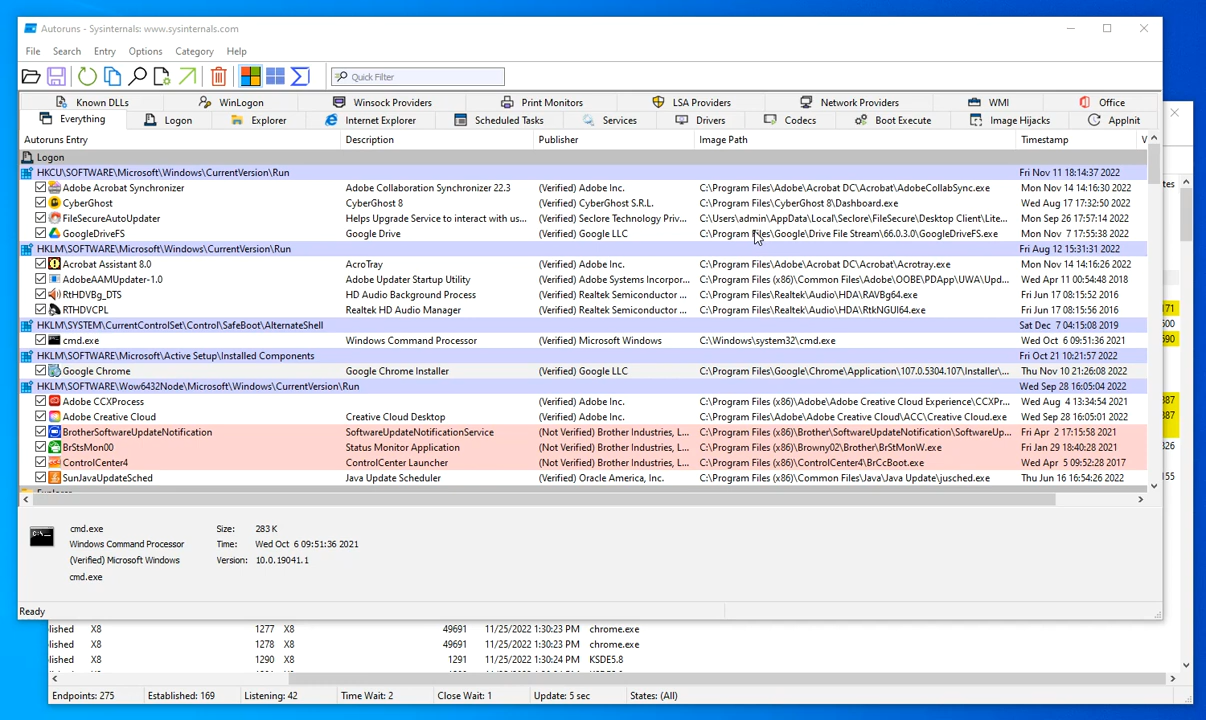 Autoruns - Sysinternals: www.sysinternals.com
File Search Entry Options Category Help
Quick Filter
Known DLLs WinLogon Winsock Providers Print Monitors LSA Providers Network Providers WMI Office
Everything Logon Explorer Internet Explorer Scheduled Tasks Services Drivers Codecs Boot Execute Image Hijacks AppInit
Autoruns Entry Description Publisher Image Path Timestamp V
Logon
HKCU\SOFTWARE\Microsoft\Windows\CurrentVersion\Run Fri Nov 11 18:14:37 2022
Adobe Acrobat Synchronizer Adobe Collaboration Synchronizer 22.3 (Verified) Adobe Inc. C:\Program Files\Adobe\Acrobat DC\Acrobat\AdobeCollabSync.exe Mon Nov 14 14:16:30 2022
CyberGhost CyberGhost 8 (Verified) CyberGhost S.R.L. C:\Program Files\CyberGhost 8\Dashboard.exe Wed Aug 17 17:32:50 2022
FileSecureAutoUpdater Helps Upgrade Service to interact with us... (Verified) Seclore Technology Priv... C:\Users\admin\AppData\Local\Seclore\FileSecure\Desktop Client\Lite... Mon Sep 26 17:57:14 2022
GoogleDriveFS Google Drive (Verified) Google LLC C:\Program Files\Google\Drive File Stream\66.0.3.0\GoogleDriveFS.exe Mon Nov 7 17:55:38 2022
HKLM\SOFTWARE\Microsoft\Windows\CurrentVersion\Run Fri Aug 12 15:31:31 2022
Acrobat Assistant 8.0 AcroTray (Verified) Adobe Inc. C:\Program Files\Adobe\Acrobat DC\Acrobat\Acrotray.exe Mon Nov 14 14:16:26 2022
AdobeAAMUpdater-1.0 Adobe Updater Startup Utility (Verified) Adobe Systems Incorpor... C:\Program Files (x86)\Common Files\Adobe\OOBE\PDApp\UWA\Upd... Wed Apr 11 00:54:48 2018
RtHDVBg_DTS HD Audio Background Process (Verified) Realtek Semiconductor ... C:\Program Files\Realtek\Audio\HDA\RAVBg64.exe Fri Jun 17 08:15:52 2016
RTHDVCPL Realtek HD Audio Manager (Verified) Realtek Semiconductor ... C:\Program Files\Realtek\Audio\HDA\RtkNGUI64.exe Fri Jun 17 08:15:56 2016
HKLM\SYSTEM\CurrentControlSet\Control\SafeBoot\AlternateShell Sat Dec 7 04:15:08 2019
cmd.exe Windows Command Processor (Verified) Microsoft Windows C:\Windows\system32\cmd.exe Wed Oct 6 09:51:36 2021
HKLM\SOFTWARE\Microsoft\Active Setup\Installed Components Fri Oct 21 10:21:57 2022
Google Chrome Google Chrome Installer (Verified) Google LLC C:\Program Files\Google\Chrome\Application\107.0.5304.107\Installer\... Thu Nov 10 21:26:08 2022
HKLM\SOFTWARE\Wow6432Node\Microsoft\Windows\CurrentVersion\Run Wed Sep 28 16:05:04 2022
Adobe CCXProcess (Verified) Adobe Inc. C:\Program Files (x86)\Adobe\Adobe Creative Cloud Experience\CCXPr... Wed Aug 4 13:34:54 2021
Adobe Creative Cloud Creative Cloud Desktop (Verified) Adobe Inc. C:\Program Files (x86)\Adobe\Adobe Creative Cloud\ACC\Creative Cloud.exe Wed Sep 28 16:05:01 2022
BrotherSoftwareUpdateNotification SoftwareUpdateNotificationService (Not Verified) Brother Industries, L... C:\Program Files (x86)\Brother\SoftwareUpdateNotification\SoftwareUp... Fri Apr 2 17:15:58 2021
BrStsMon00 Status Monitor Application (Not Verified) Brother Industries, L... C:\Program Files (x86)\Browny02\Brother\BrStMonW.exe Fri Jan 29 18:40:28 2021
ControlCenter4 ControlCenter Launcher (Not Verified) Brother Industries, L... C:\Program Files (x86)\ControlCenter4\BrCcBoot.exe Wed Apr 5 09:52:28 2017
SunJavaUpdateSched Java Update Scheduler (Verified) Oracle America, Inc. C:\Program Files (x86)\Common Files\Java\Java Update\jusched.exe Thu Jun 16 16:54:26 2022
cmd.exe Size: 283 K
Windows Command Processor Time: Wed Oct 6 09:51:36 2021
(Verified) Microsoft Windows Version: 10.0.19041.1
cmd.exe
Ready
tes
171
500
590
387
387
326
155
lished X8 1277 X8 49691 11/25/2022 1:30:23 PM chrome.exe
lished X8 1278 X8 49691 11/25/2022 1:30:23 PM chrome.exe
lished X8 1290 X8 1291 11/25/2022 1:30:24 PM KSDE5.8
Endpoints: 275 Established: 169 Listening: 42 Time Wait: 2 Close Wait: 1 Update: 5 sec States: (All)